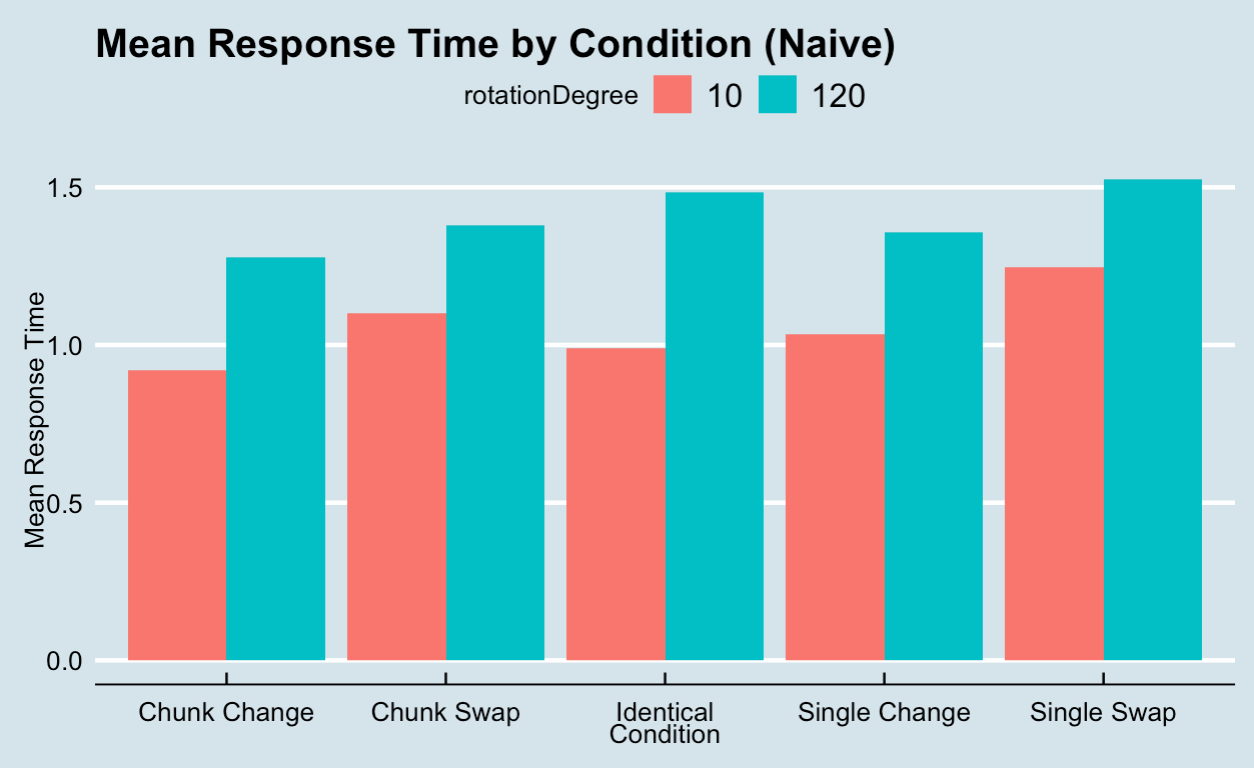 Mean Response Time by Condition (Naive)
rotationDegree 10 120
Mean Response Time
1.5
1.0
0.5
0.0
Chunk Change Chunk Swap Identical Single Change Single Swap
Condition